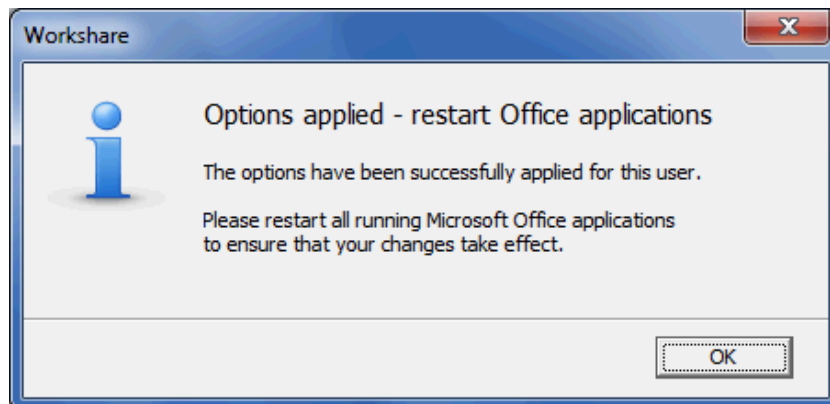 Workshare
Options applied - restart Office applications
The options have been successfully applied for this user.
Please restart all running Microsoft Office applications
to ensure that your changes take effect.
OK